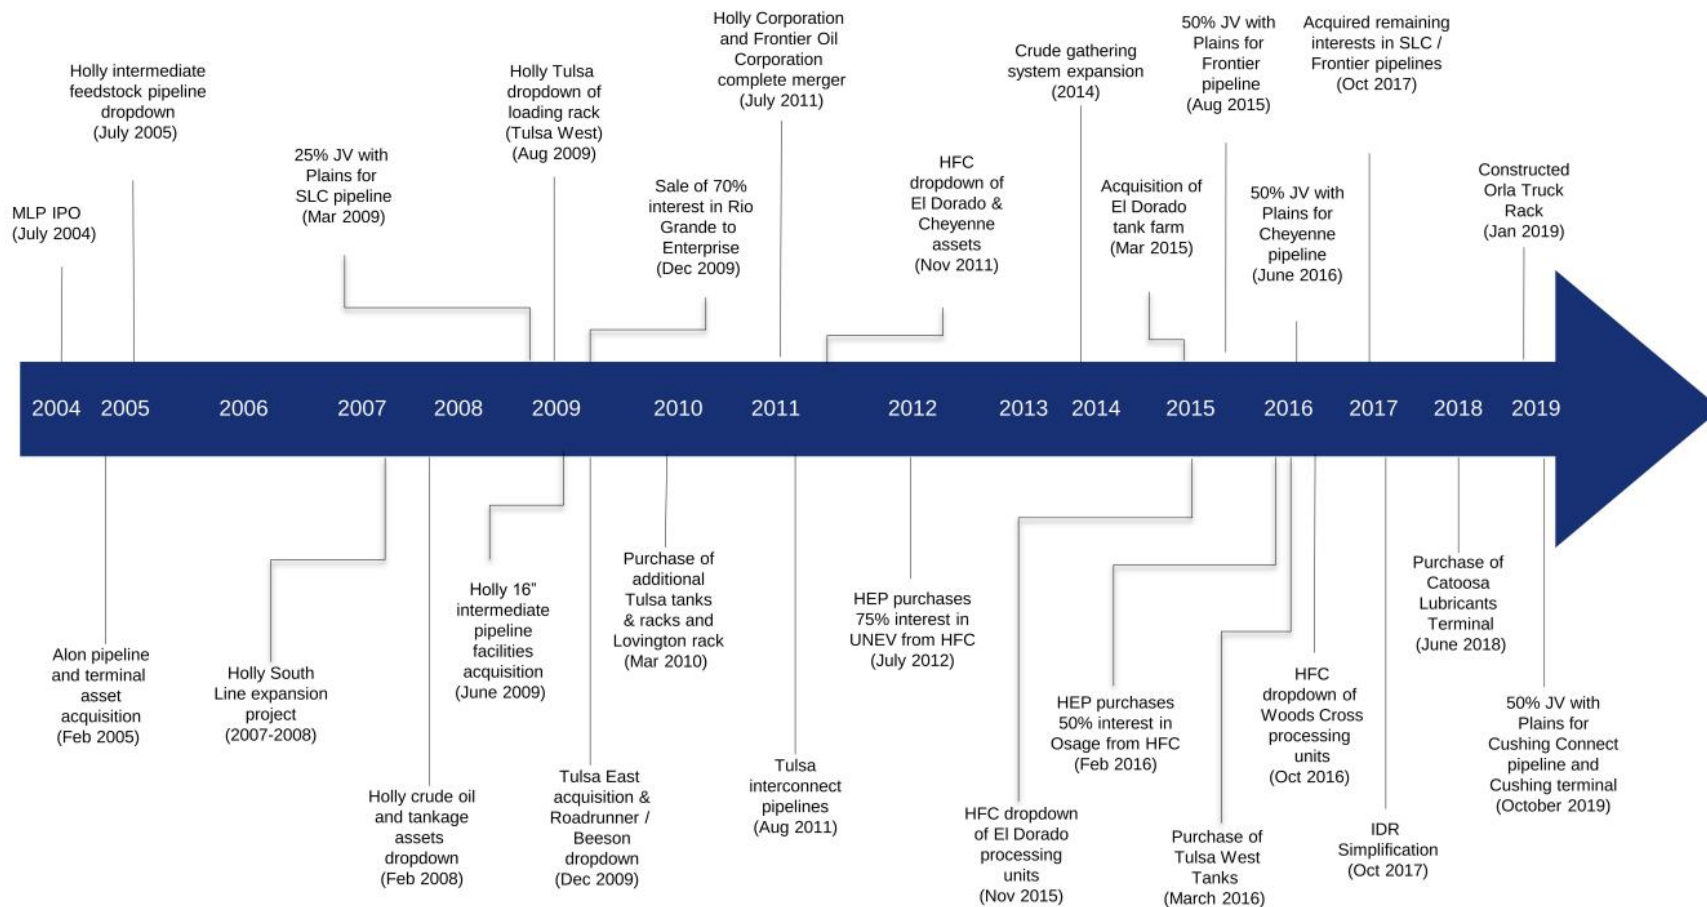 MLP IPO
(July 2004)
Holly intermediate
feedstock pipeline
dropdown
(July 2005)
25% JV with
Plains for
SLC pipeline
(Mar 2009)
Holly Tulsa
dropdown of
loading rack
(Tulsa West)
(Aug 2009)
Sale of 70%
interest in Rio
Grande to
Enterprise
(Dec 2009)
Holly Corporation
and Frontier Oil
Corporation
complete merger
(July 2011)
HFC
dropdown of
El Dorado &
Cheyenne
assets
(Nov 2011)
Crude gathering
system expansion
(2014)
Acquisition of
El Dorado
tank farm
(Mar 2015)
50% JV with
Plains for
Frontier
pipeline
(Aug 2015)
50% JV with
Plains for
Cheyenne
pipeline
(June 2016)
Acquired remaining
interests in SLC /
Frontier pipelines
(Oct 2017)
Constructed
Orla Truck
Rack
(Jan 2019)
2004 2005 2006 2007 2008 2009 2010 2011 2012 2013 2014 2015 2016 2017 2018 2019
Alon pipeline
and terminal
asset
acquisition
(Feb 2005)
Holly South
Line expansion
project
(2007-2008)
Holly crude oil
and tankage
assets
dropdown
(Feb 2008)
Holly 16"
intermediate
pipeline
facilities
acquisition
(June 2009)
Tulsa East
acquisition &
Roadrunner /
Beeson
dropdown
(Dec 2009)
Purchase of
additional
Tulsa tanks
& racks and
Lovington rack
(Mar 2010)
Tulsa
interconnect
pipelines
(Aug 2011)
HEP purchases
75% interest in
UNEV from HFC
(July 2012)
HFC dropdown
of El Dorado
processing
units
(Nov 2015)
HEP purchases
50% interest in
Osage from HFC
(Feb 2016)
Purchase of
Tulsa West
Tanks
(March 2016)
HFC
dropdown of
Woods Cross
processing
units
(Oct 2016)
IDR
Simplification
(Oct 2017)
Purchase of
Catoosa
Lubricants
Terminal
(June 2018)
50% JV with
Plains for
Cushing Connect
pipeline and
Cushing terminal
(October 2019)